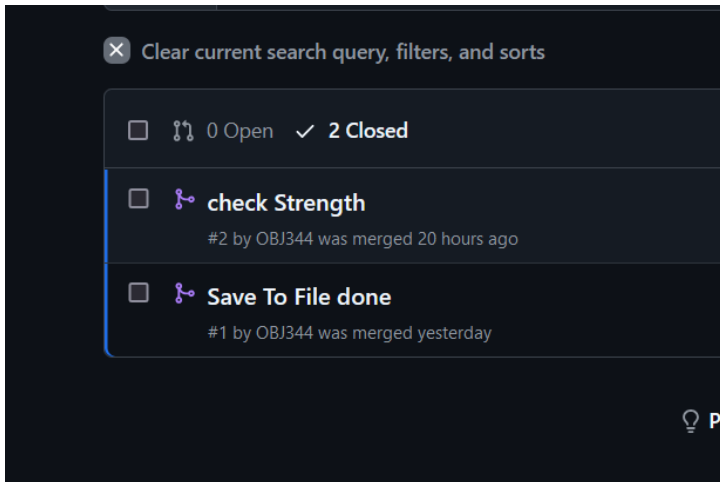 Clear current search query, filters, and sorts
0 Open 2 Closed
check Strength
#2 by OBJ344 was merged 20 hours ago
Save To File done
#1 by OBJ344 was merged yesterday
P